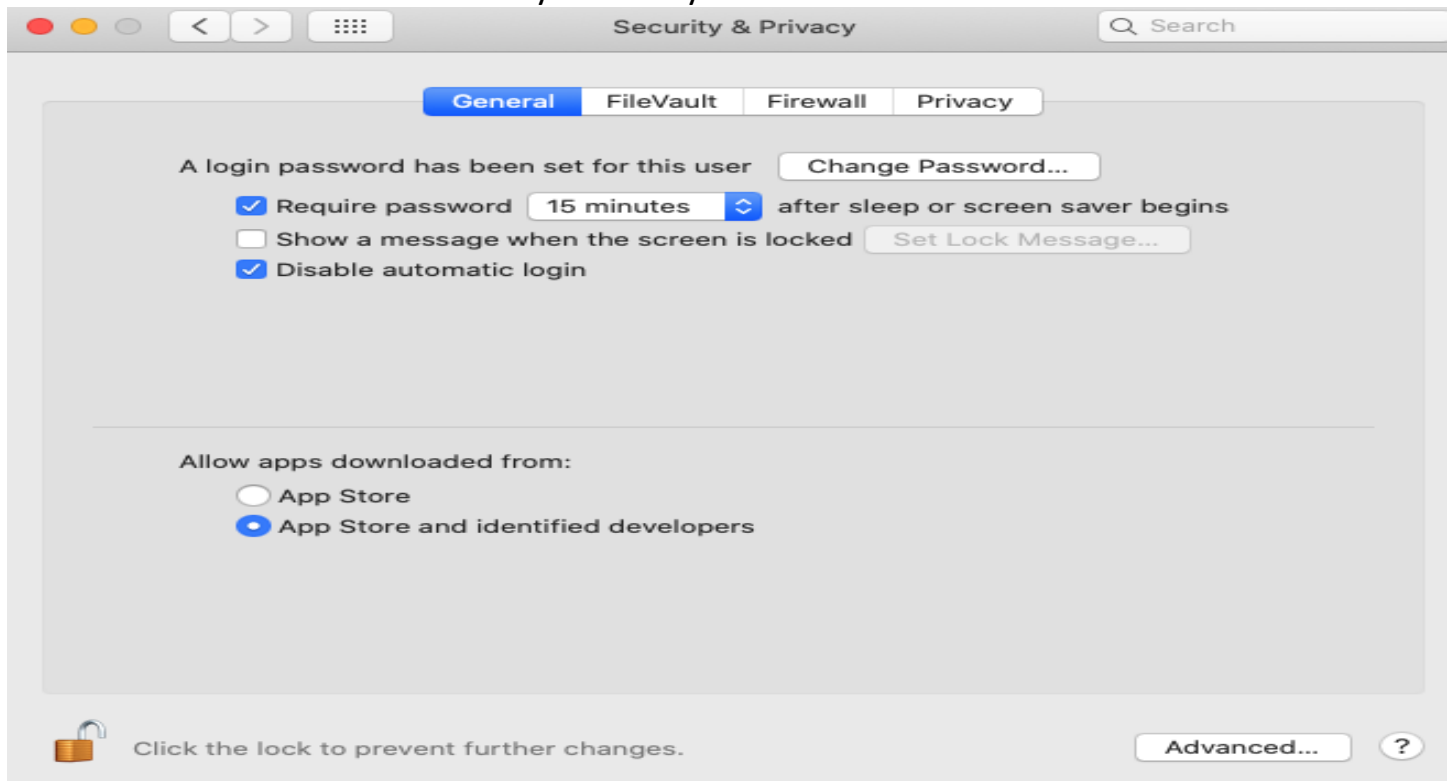 Security & Privacy Search
General FileVault Firewall Privacy
A login password has been set for this user Change Password...
Require password 15 minutes after sleep or screen saver begins
Show a message when the screen is locked Set Lock Message...
Disable automatic login
Allow apps downloaded from:
App Store
App Store and identified developers
Click the lock to prevent further changes. Advanced... ?